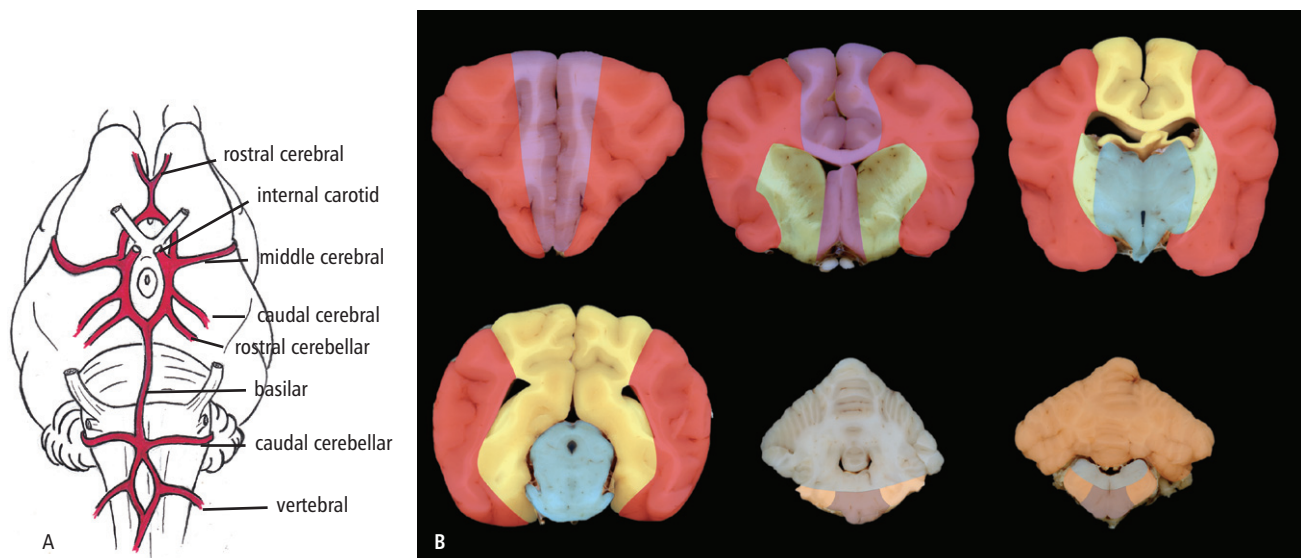 rostral cerebral
internal carotid
middle cerebral
caudal cerebral
rostral cerebellar
basilar
caudal cerebellar
vertebral
A
B